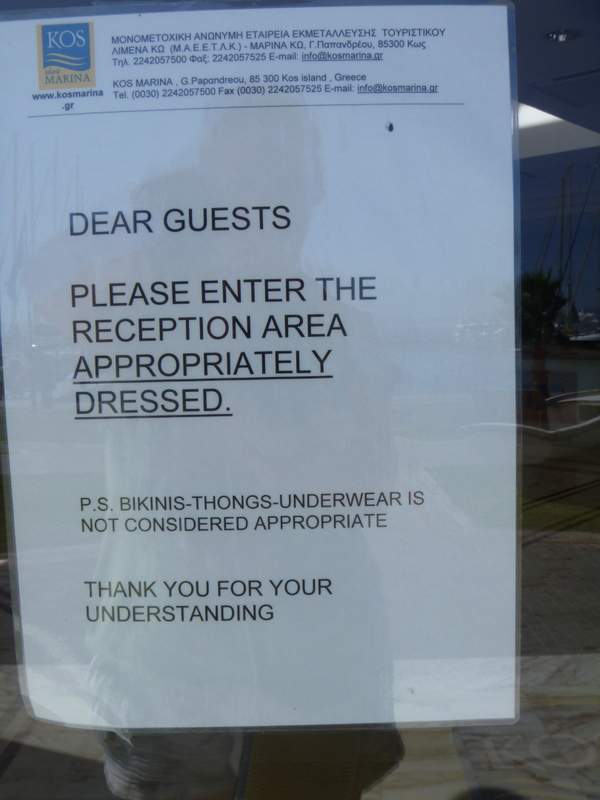 KOS
MARINA
www.kosmarina
.gr
ΜΟΝΟΜΕΤΟΧΙΚΗ ΑΝΩΝΥΜΗ ΕΤΑΙΡΕΙΑ ΕΚΜΕΤΑΛΛΕΥΣΗΣ ΤΟΥΡΙΣΤΙΚΟΥ
ΛΙΜΕΝΑ ΚΩ (Μ.Α.Ε.Ε.Τ.Λ.Κ.) - ΜΑΡΙΝΑ ΚΩ, Γ.Παπανδρέου, 85300 Κως
Τηλ. 2242057500 Φαξ: 2242057525 E-mail: info@kosmarina.gr
KOS MARINA , G.Papandreou, 85 300 Kos island , Greece
Tel. (0030) 2242057500 Fax (0030) 2242057525 E-mail: info@kosmarina.gr
DEAR GUESTS
PLEASE ENTER THE
RECEPTION AREA
APPROPRIATELY
DRESSED.
P.S. BIKINIS-THONGS-UNDERWEAR IS
NOT CONSIDERED APPROPRIATE
THANK YOU FOR YOUR
UNDERSTANDING